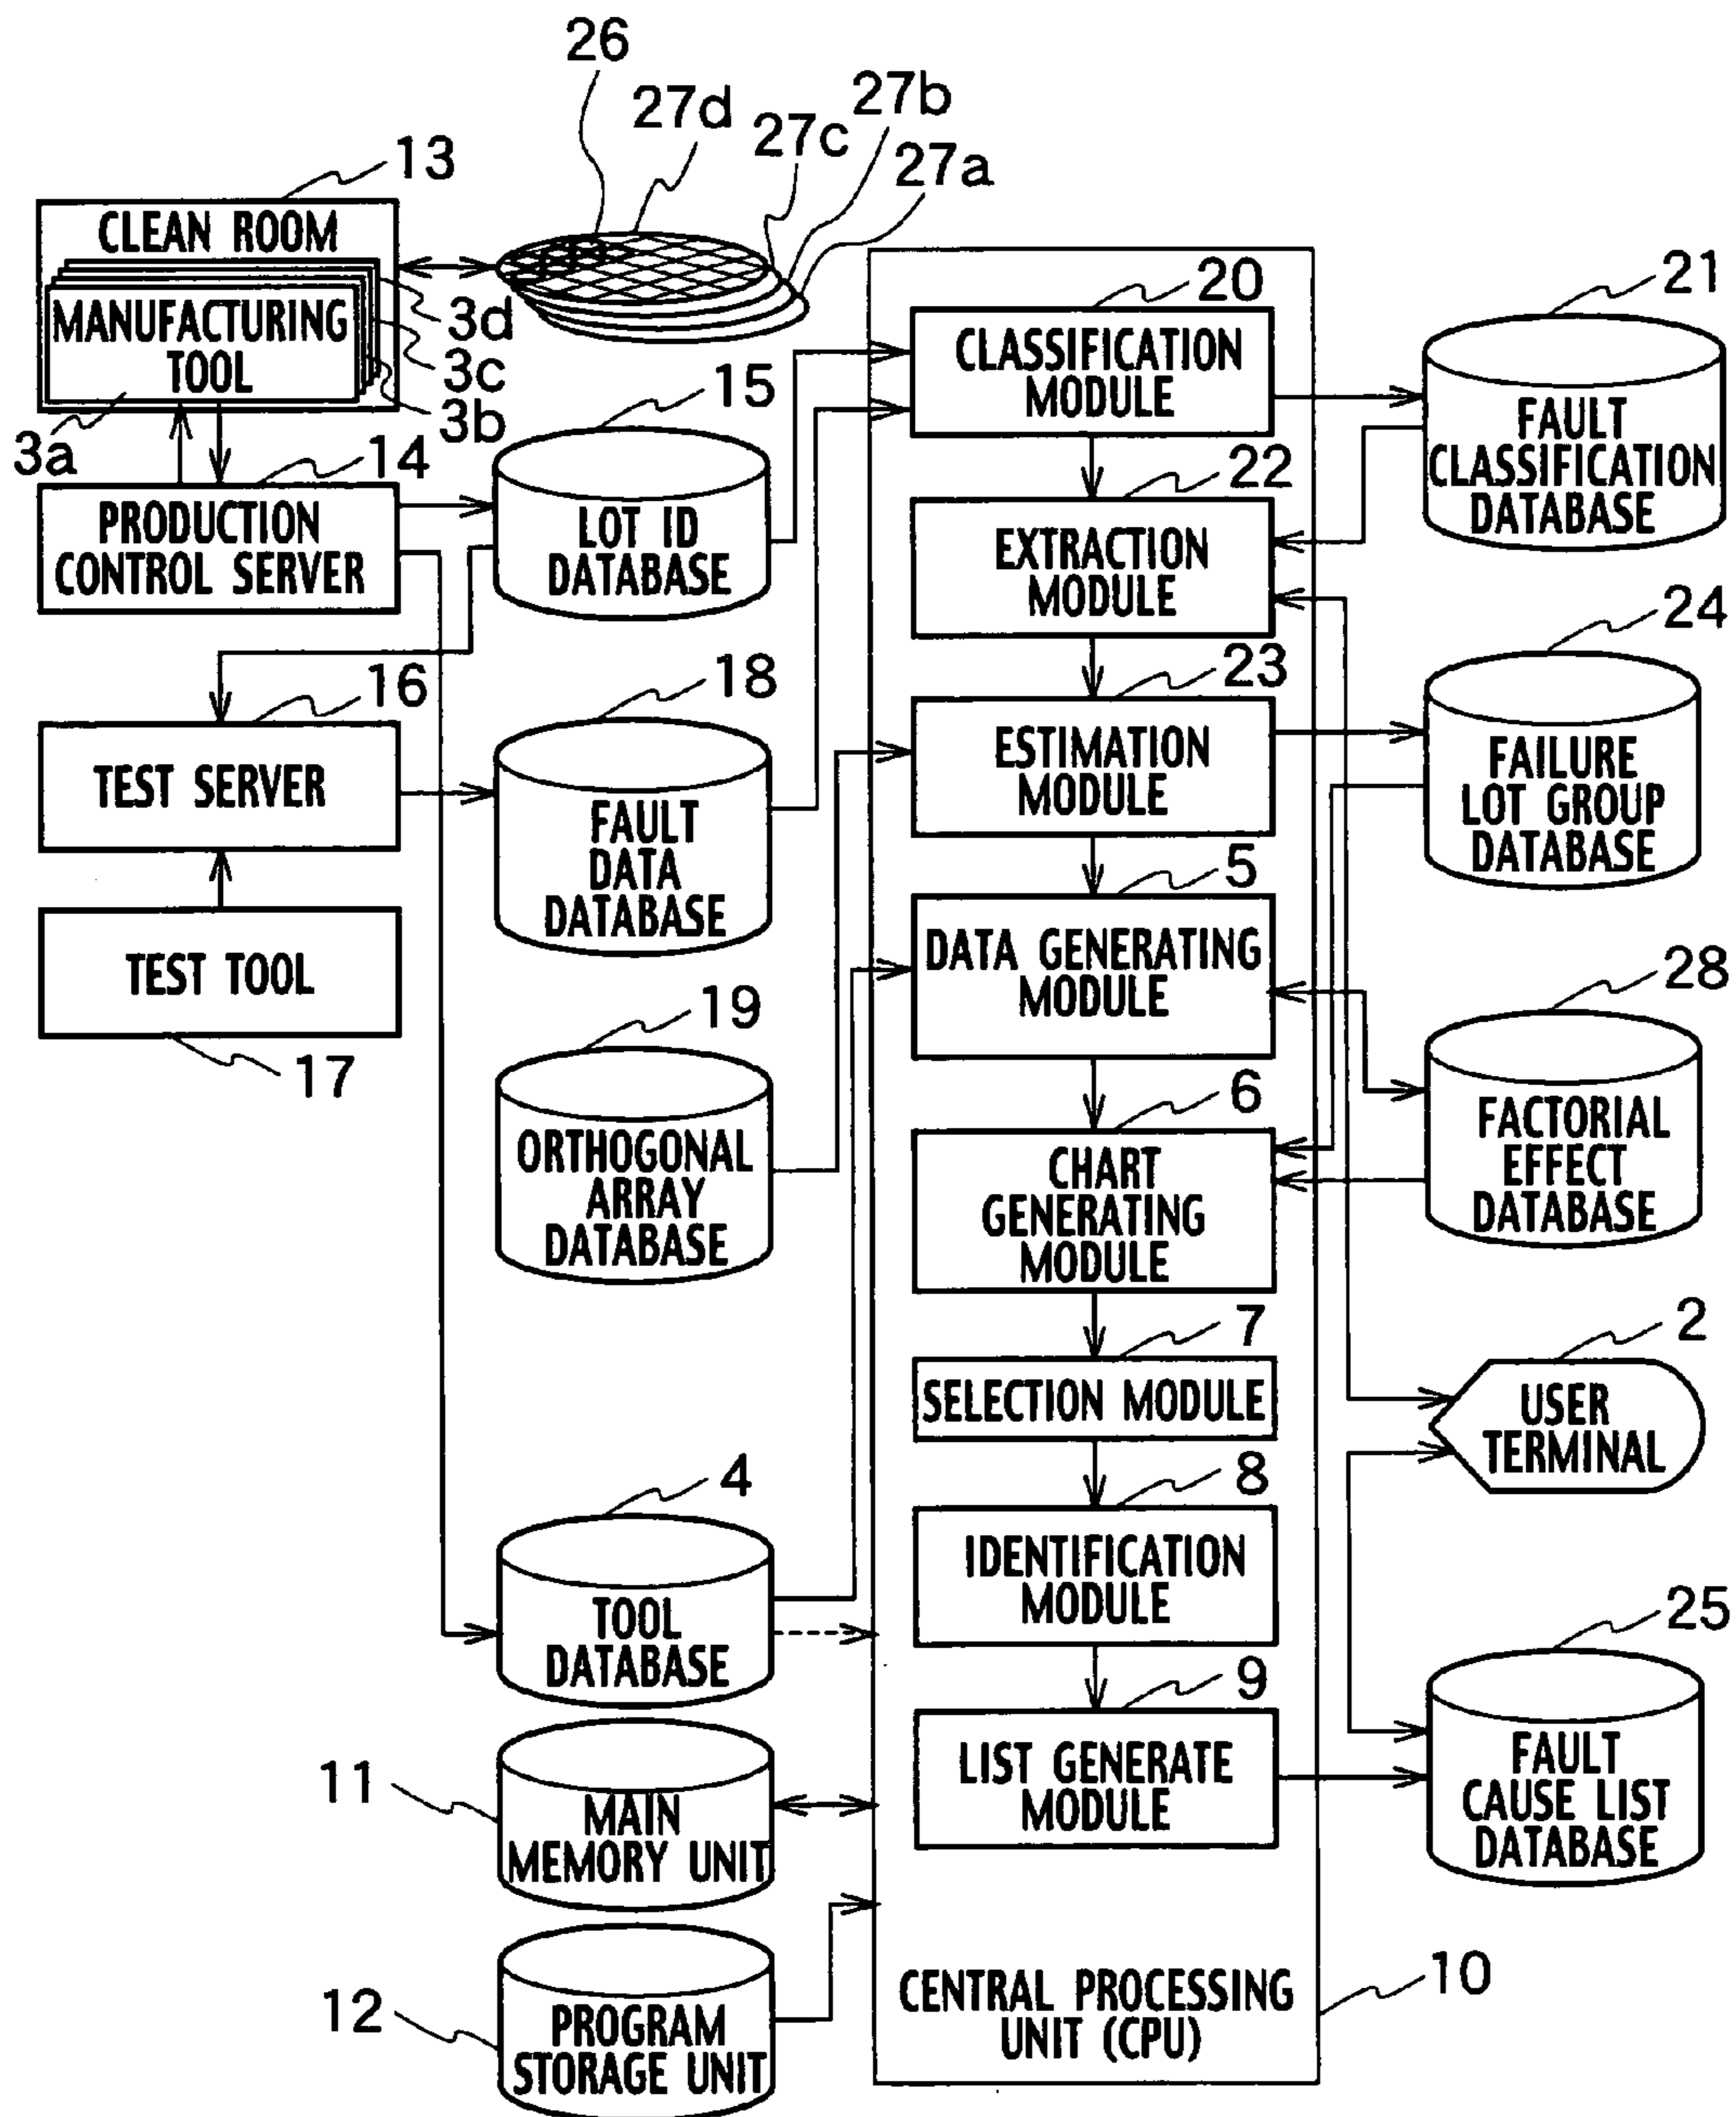 26
27d
27b
27c
27a
13
CLEAN ROOM
MANUFACTURING
TOOL
3d
3c
3b
3a
14
PRODUCTION
CONTROL SERVER
15
LOT ID
DATABASE
16
TEST SERVER
TEST TOOL
17
18
FAULT
DATA
DATABASE
19
ORTHOGONAL
ARRAY
DATABASE
4
TOOL
DATABASE
11
MAIN
MEMORY UNIT
12
PROGRAM
STORAGE UNIT
20
CLASSIFICATION
MODULE
22
EXTRACTION
MODULE
23
ESTIMATION
MODULE
5
DATA GENERATING
MODULE
6
CHART
GENERATING
MODULE
7
SELECTION MODULE
8
IDENTIFICATION
MODULE
9
LIST GENERATE
MODULE
CENTRAL PROCESSING
UNIT (CPU)
10
21
FAULT
CLASSIFICATION
DATABASE
24
FAILURE
LOT GROUP
DATABASE
28
FACTORIAL
EFFECT
DATABASE
2
USER
TERMINAL
25
FAULT
CAUSE LIST
DATABASE